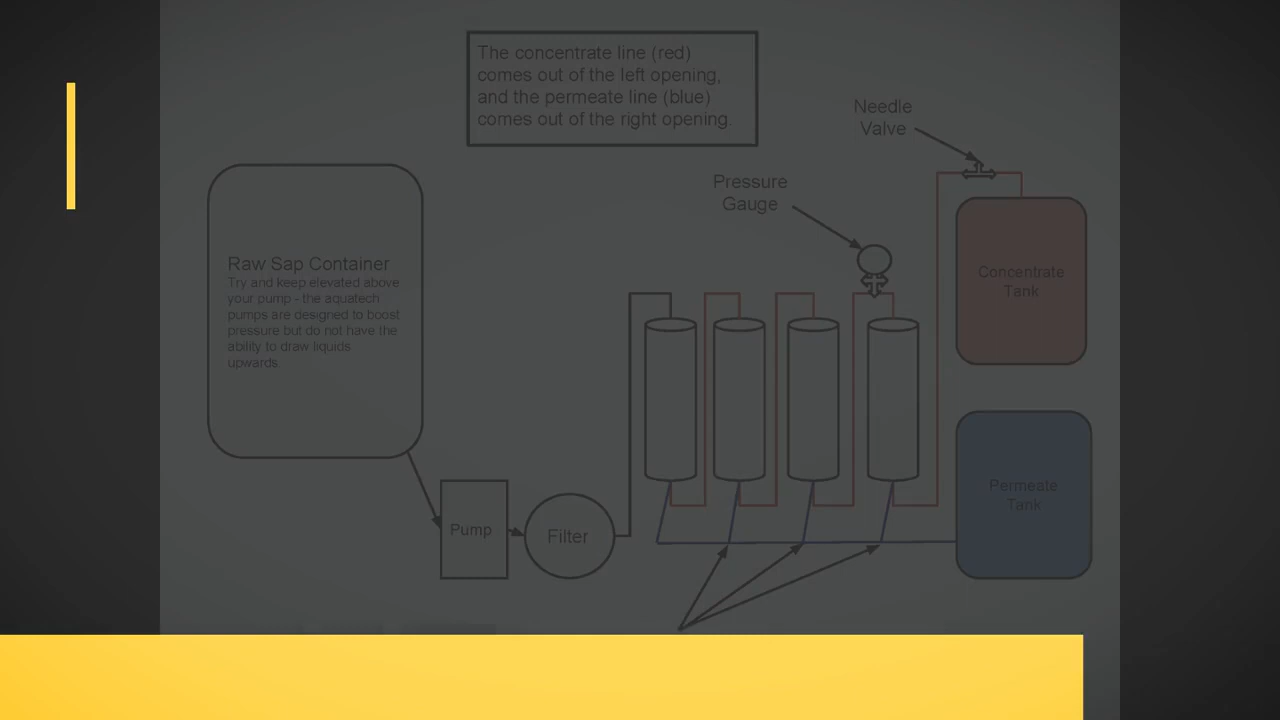 The concentrate line (red)
comes out of the left opening,
and the permeate line (blue)
comes out of the right opening.
Needle
Valve
Pressure
Gauge
Raw Sap Container
Try and keep elevated above
your pump - the aquatech
pumps are designed to boost
pressure but do not have the
ability to draw liquids
upwards
Concentrate
Tank
Permeate
Tank
Pump
Filter